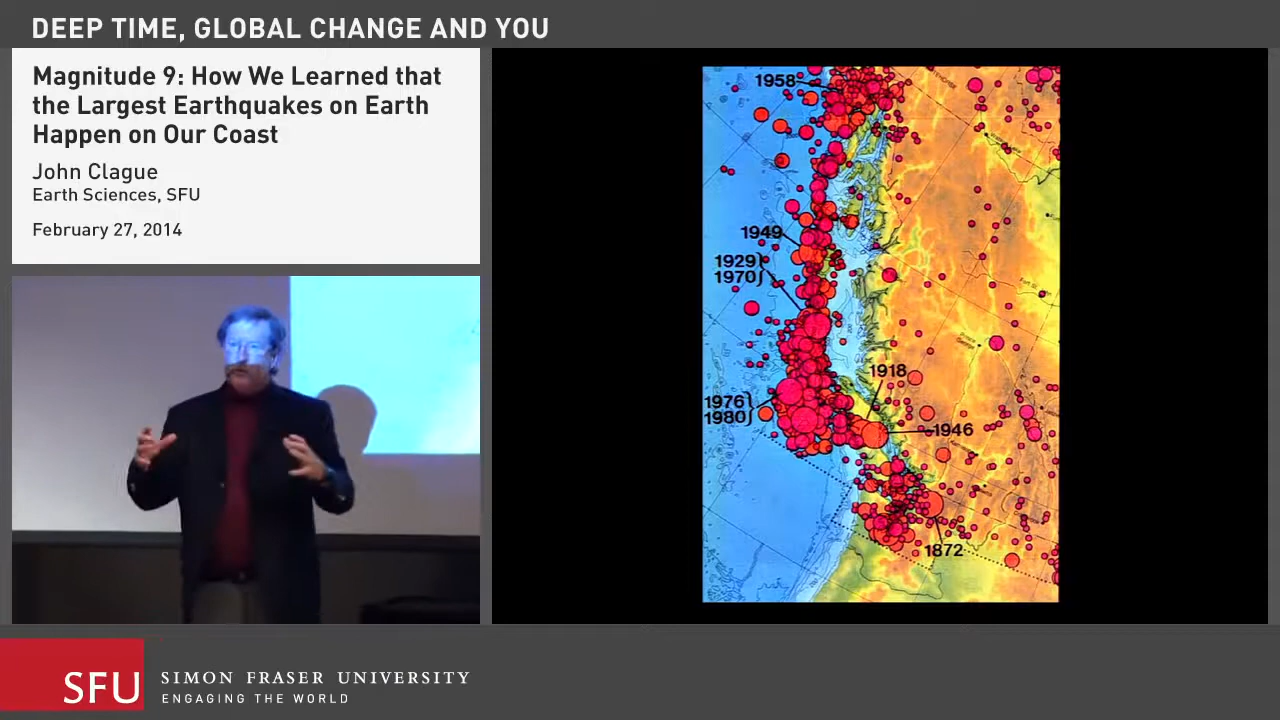 DEEP TIME, GLOBAL CHANGE AND YOU
Magnitude 9: How We Learned that
the Largest Earthquakes on Earth
Happen on Our Coast
John Clague
Earth Sciences, SFU
February 27, 2014
1958
1949
1929
1970
1918
1976
1980
1946
1872
SFU
SIMON FRASER UNIVERSITY
ENGAGING THE WORLD